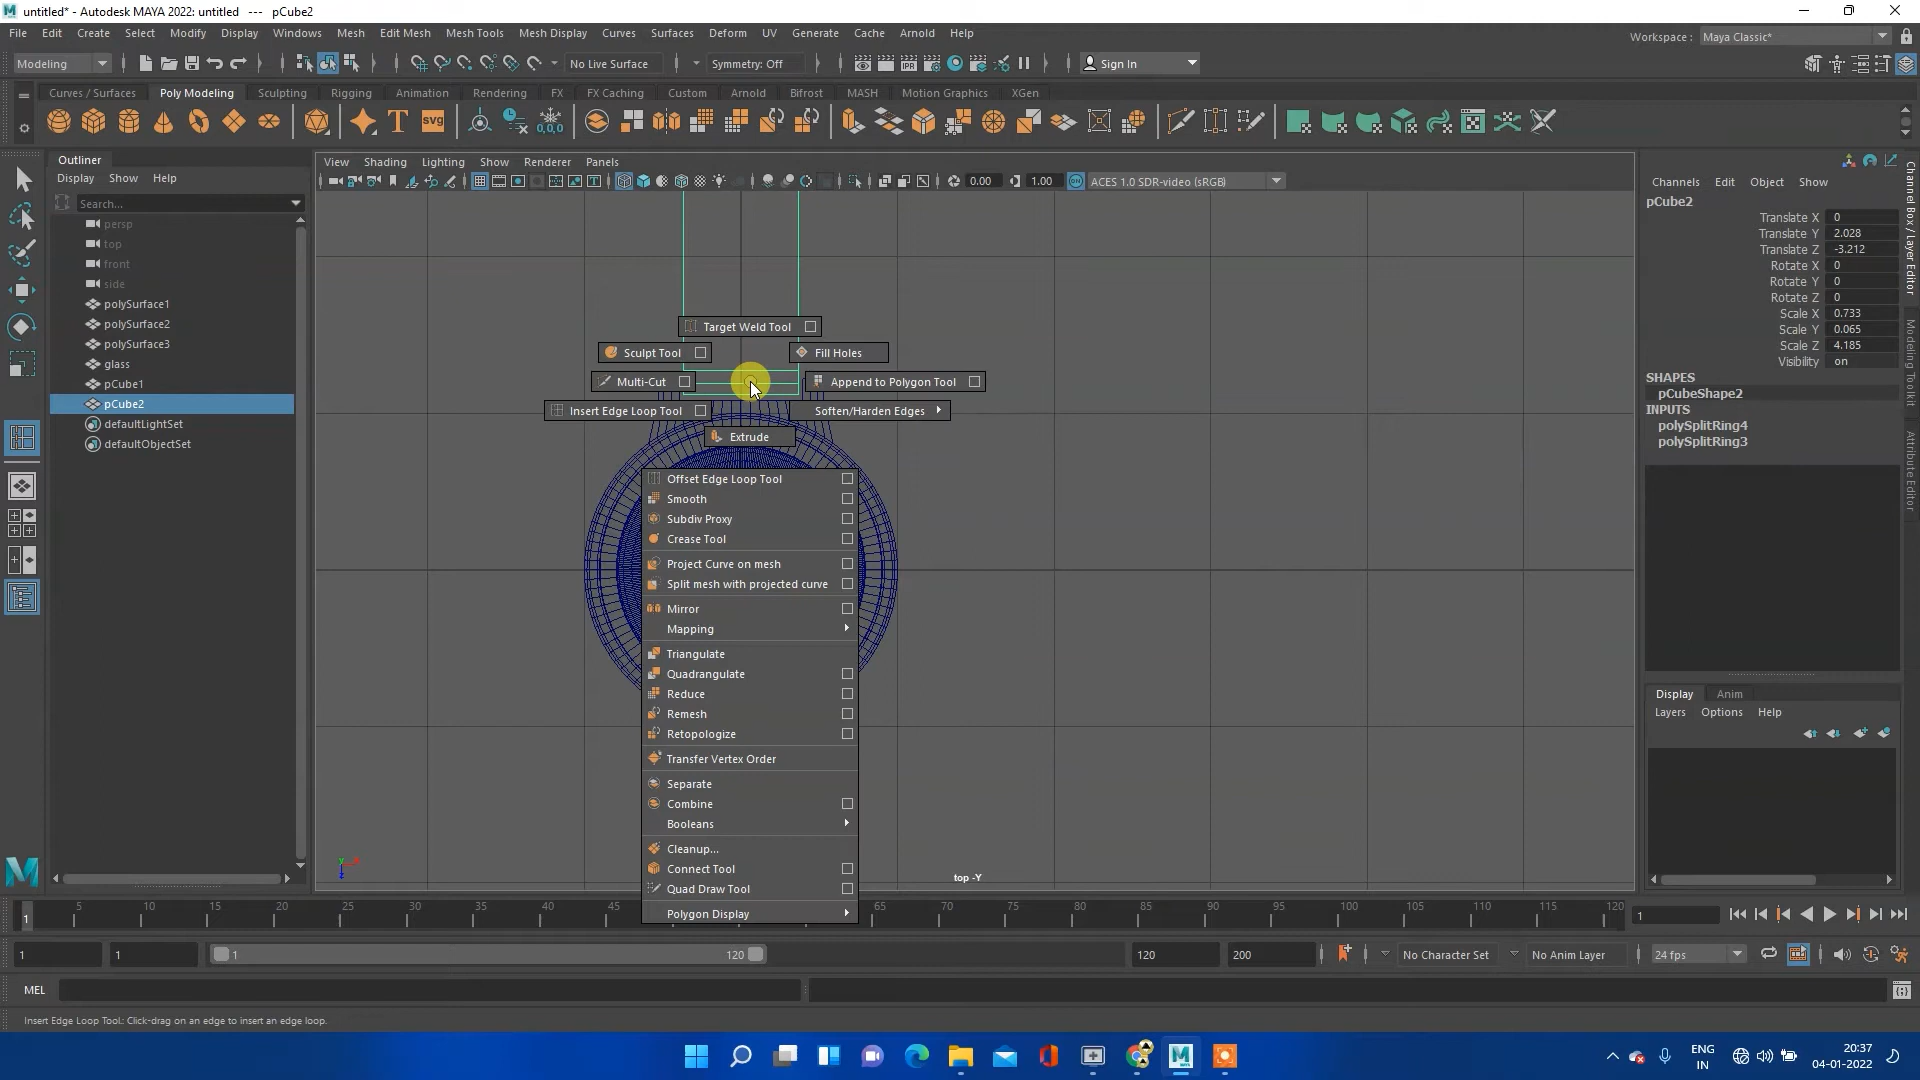 untitled* - Autodesk MAYA 2022: untitled --- pCube2
File Edit Create Select Modify Display Windows Mesh Edit Mesh Mesh Tools Mesh Display Curves Surfaces Deform UV Generate Cache Arnold Help
Workspace : Maya Classic*
Modeling No Live Surface Symmetry: Off Sign In
Curves / Surfaces Poly Modeling Sculpting Rigging Animation Rendering FX FX Caching Custom Arnold Bifrost MASH Motion Graphics XGen
Outliner
Display Show Help
Search...
persp
top
front
side
polySurface1
polySurface2
polySurface3
glass
pCube1
pCube2
defaultLightSet
defaultObjectSet
View Shading Lighting Show Renderer Panels
0.00 1.00 ACES 1.0 SDR-video (sRGB)
Target Weld Tool
Sculpt Tool Fill Holes
Multi-Cut Append to Polygon Tool
Insert Edge Loop Tool Soften/Harden Edges
Extrude
Offset Edge Loop Tool
Smooth
Subdiv Proxy
Crease Tool
Project Curve on mesh
Split mesh with projected curve
Mirror
Mapping
Triangulate
Quadrangulate
Reduce
Remesh
Retopologize
Transfer Vertex Order
Separate
Combine
Booleans
Cleanup...
Connect Tool
Quad Draw Tool
Polygon Display
top -Y
Channels Edit Object Show
pCube2
Translate X 0
Translate Y 2.028
Translate Z -3.212
Rotate X 0
Rotate Y 0
Rotate Z 0
Scale X 0.733
Scale Y 0.065
Scale Z 4.185
Visibility on
SHAPES
pCubeShape2
INPUTS
polySplitRing4
polySplitRing3
Display Anim
Layers Options Help
Channel Box / Layer Editor
Modeling Toolkit
Attribute Editor
1 5 10 15 20 25 30 35 40 45 65 70 75 80 85 90 95 100 105 110 115 120 1
1 1 1 120 120 200 No Character Set No Anim Layer 24 fps
MEL
Insert Edge Loop Tool: Click-drag on an edge to insert an edge loop.
ENG
IN
20:37
04-01-2022